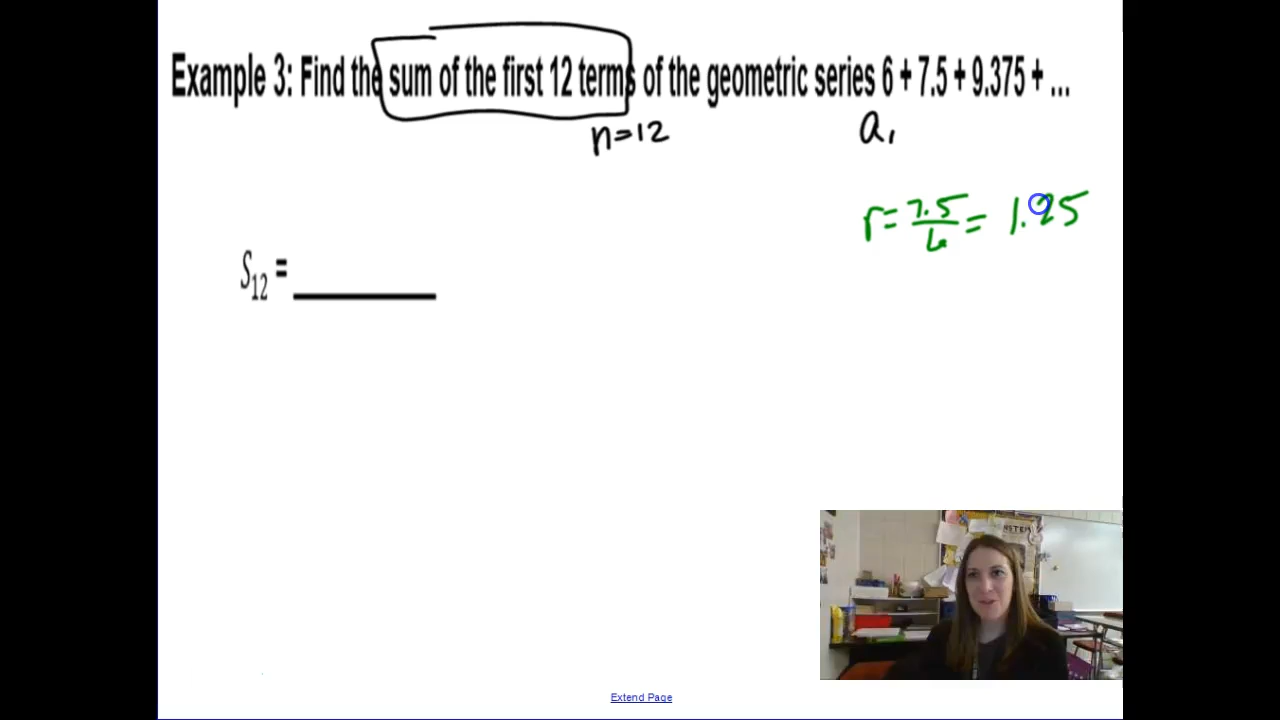 Example 3: Find the sum of the first 12 terms of the geometric series 6 + 7.5 + 9.375 + ...
n=12
a₁
r = 7.5/6 = 1.25
S₁₂ = ________
Extend Page